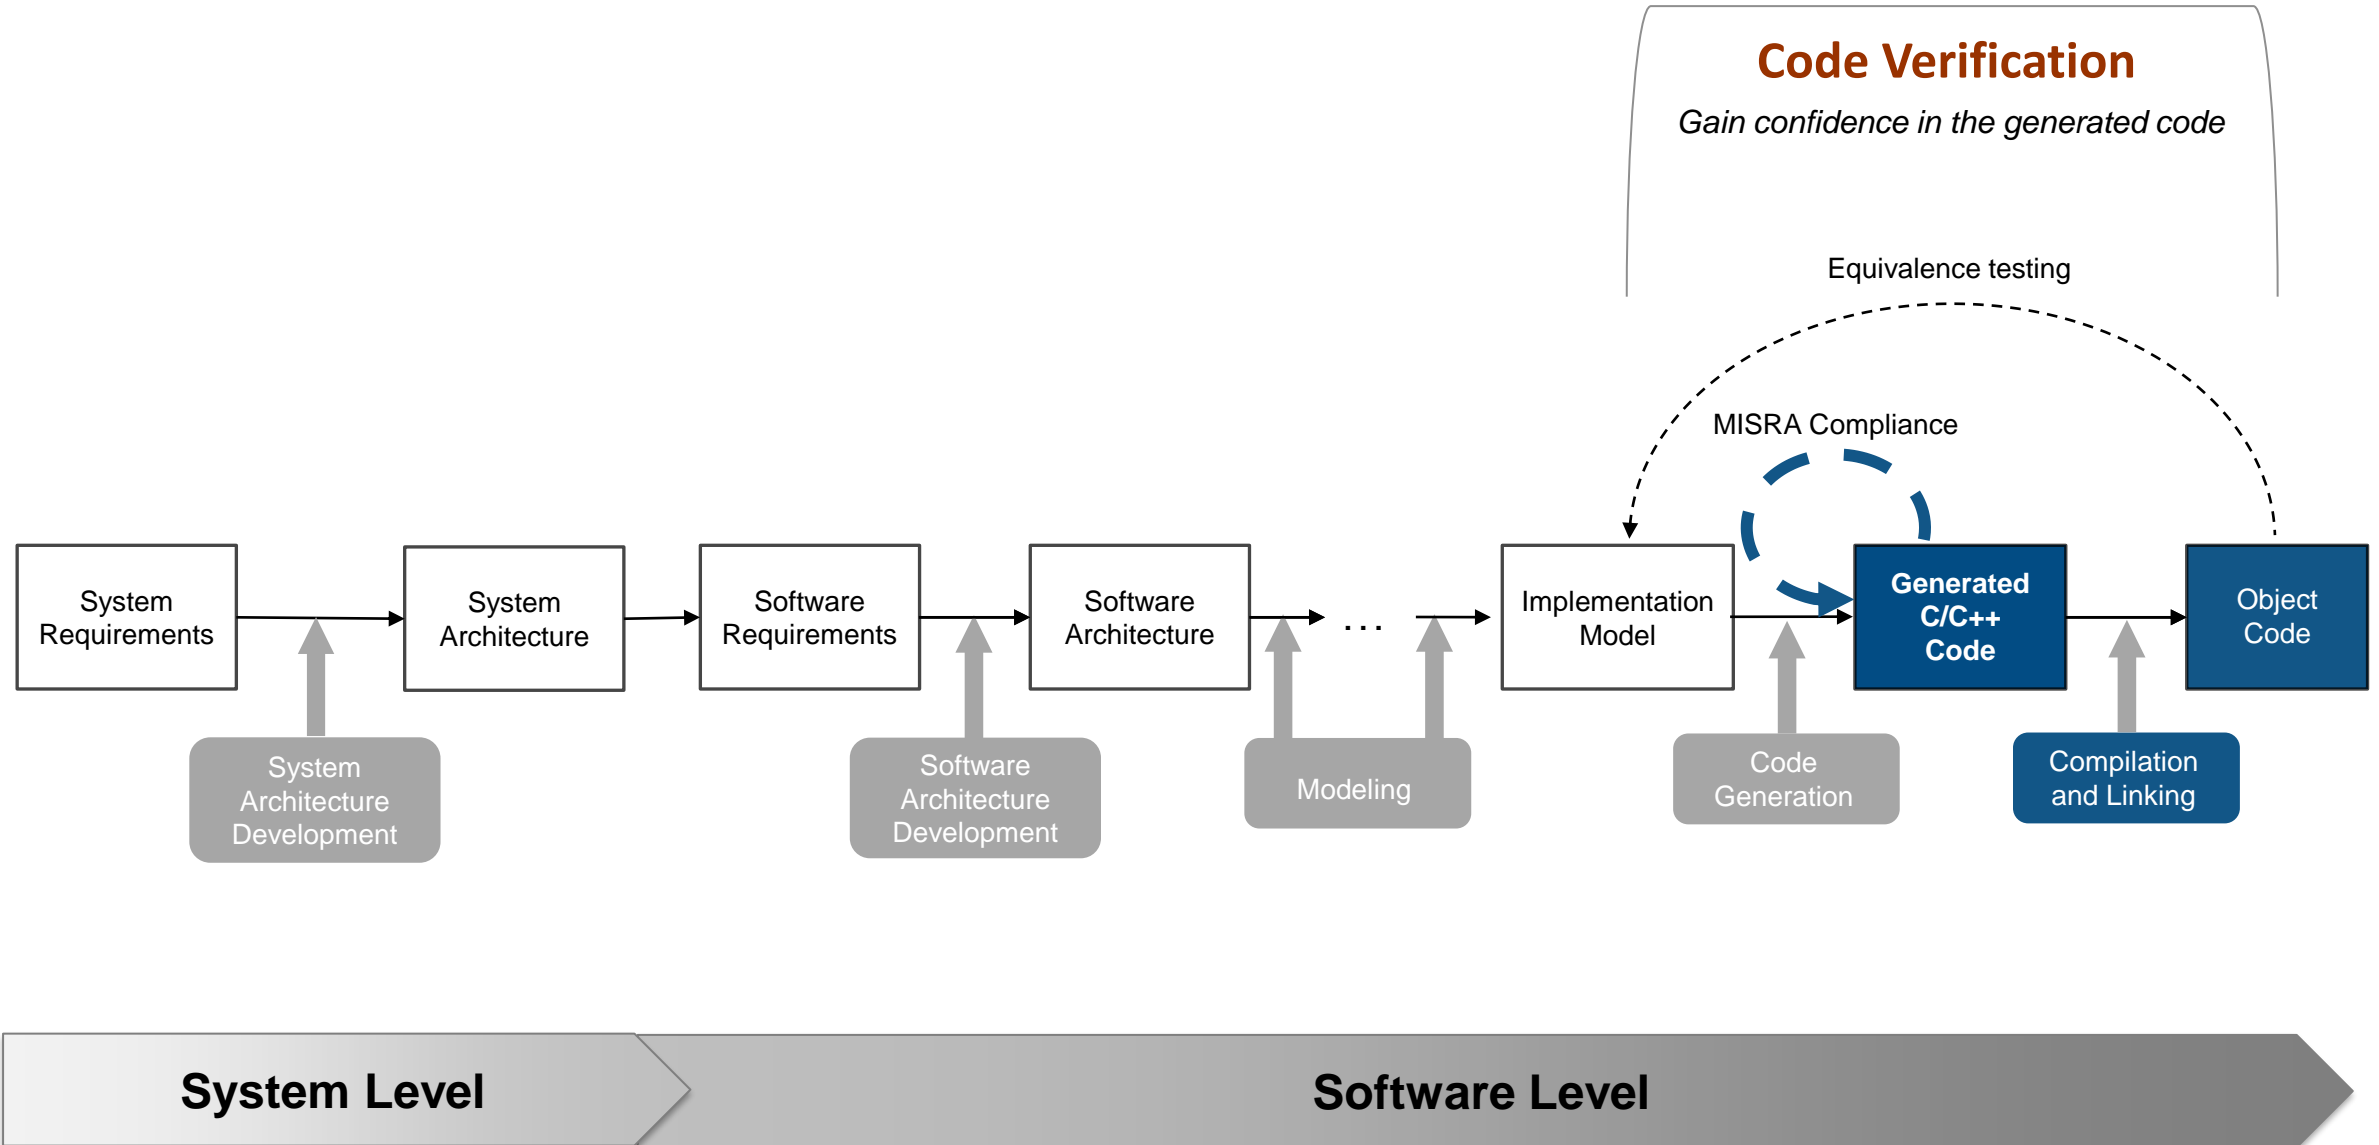 Code Verification
Gain confidence in the generated code
Equivalence testing
MISRA Compliance
System
Requirements
System
Architecture
Software
Requirements
Software
Architecture
...
Implementation
Model
Generated
C/C++
Code
Object
Code
System
Architecture
Development
Software
Architecture
Development
Modeling
Code
Generation
Compilation
and Linking
System Level
Software Level